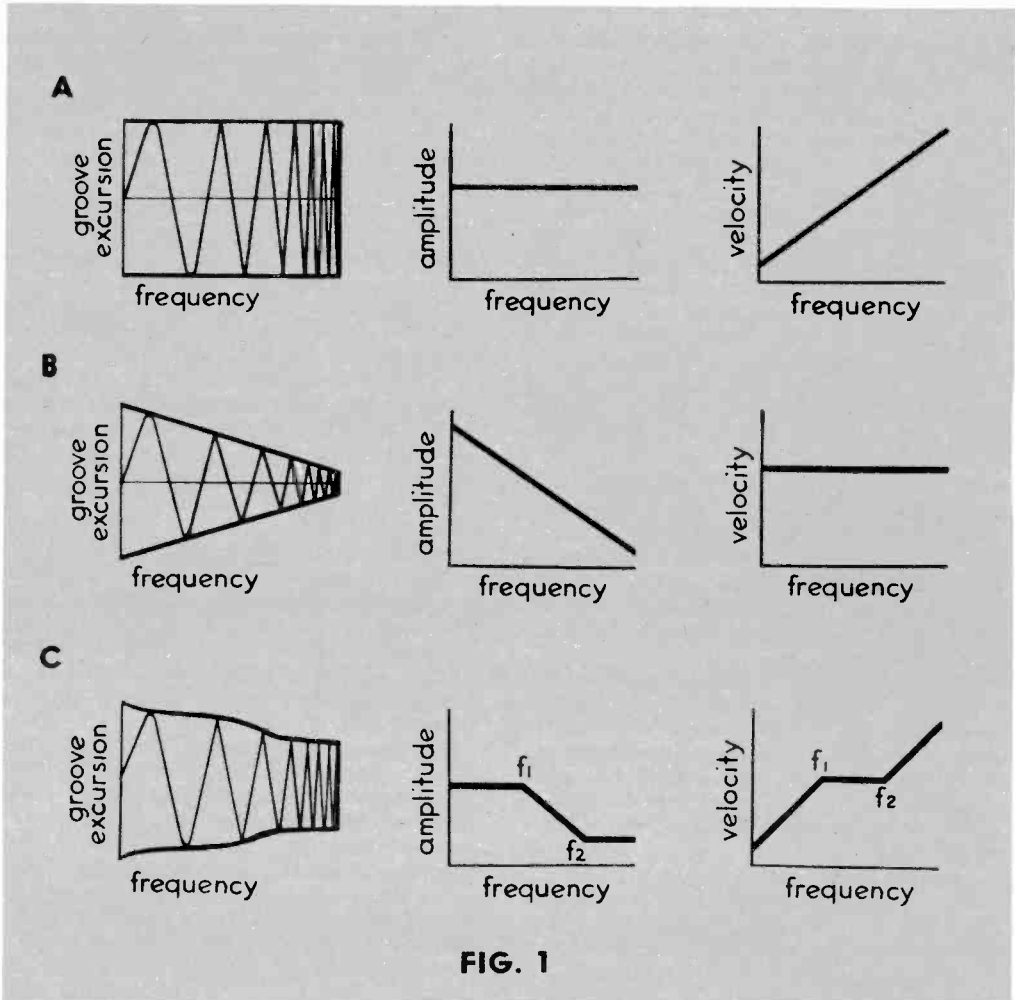 A
groove
excursion
frequency
amplitude
frequency
velocity
frequency
B
groove
excursion
frequency
amplitude
frequency
velocity
frequency
C
groove
excursion
frequency
amplitude
f1
f2
frequency
velocity
f1
f2
frequency
FIG. 1